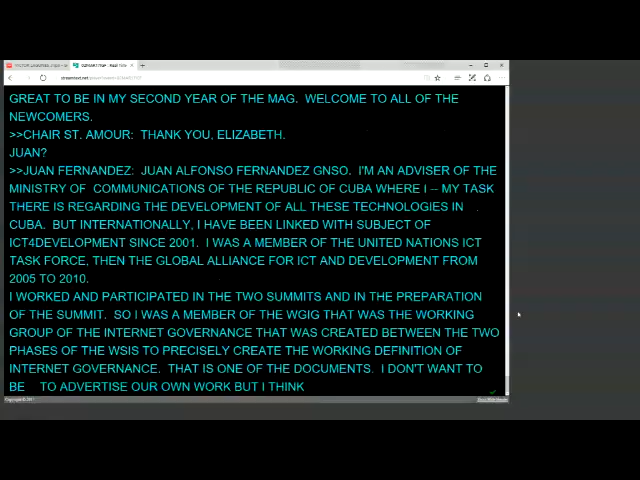 streamtext.net
GREAT TO BE IN MY SECOND YEAR OF THE MAG.  WELCOME TO ALL OF THE
NEWCOMERS.
>>CHAIR ST. AMOUR:  THANK YOU, ELIZABETH.
JUAN?
>>JUAN FERNANDEZ:  JUAN ALFONSO FERNANDEZ GNSO.  I'M AN ADVISER OF THE
MINISTRY OF  COMMUNICATIONS OF THE REPUBLIC OF CUBA WHERE I -- MY TASK
THERE IS REGARDING THE DEVELOPMENT OF ALL THESE TECHNOLOGIES IN
CUBA.  BUT INTERNATIONALLY, I HAVE BEEN LINKED WITH SUBJECT OF
ICT4DEVELOPMENT SINCE 2001.  I WAS A MEMBER OF THE UNITED NATIONS ICT
TASK FORCE, THEN THE GLOBAL ALLIANCE FOR ICT AND DEVELOPMENT FROM
2005 TO 2010.
I WORKED AND PARTICIPATED IN THE TWO SUMMITS AND IN THE PREPARATION
OF THE SUMMIT.  SO I WAS A MEMBER OF THE WGIG THAT WAS THE WORKING
GROUP OF THE INTERNET GOVERNANCE THAT WAS CREATED BETWEEN THE TWO
PHASES OF THE WSIS TO PRECISELY CREATE THE WORKING DEFINITION OF
INTERNET GOVERNANCE.  THAT IS ONE OF THE DOCUMENTS.  I DON'T WANT TO
BE    TO ADVERTISE OUR OWN WORK BUT I THINK